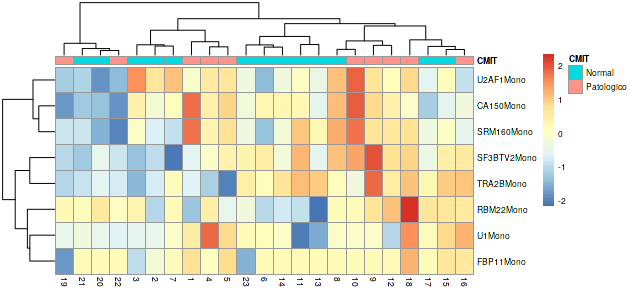 CMIT
CMIT
Normal
Patologico
U2AF1Mono
CA150Mono
SRM160Mono
SF3BTV2Mono
TRA2BMono
RBM22Mono
U1Mono
FBP11Mono
2
1
0
-1
-2
19 21 20 22 3 2 7 1 4 5 23 6 14 11 13 8 10 9 12 18 17 15 16